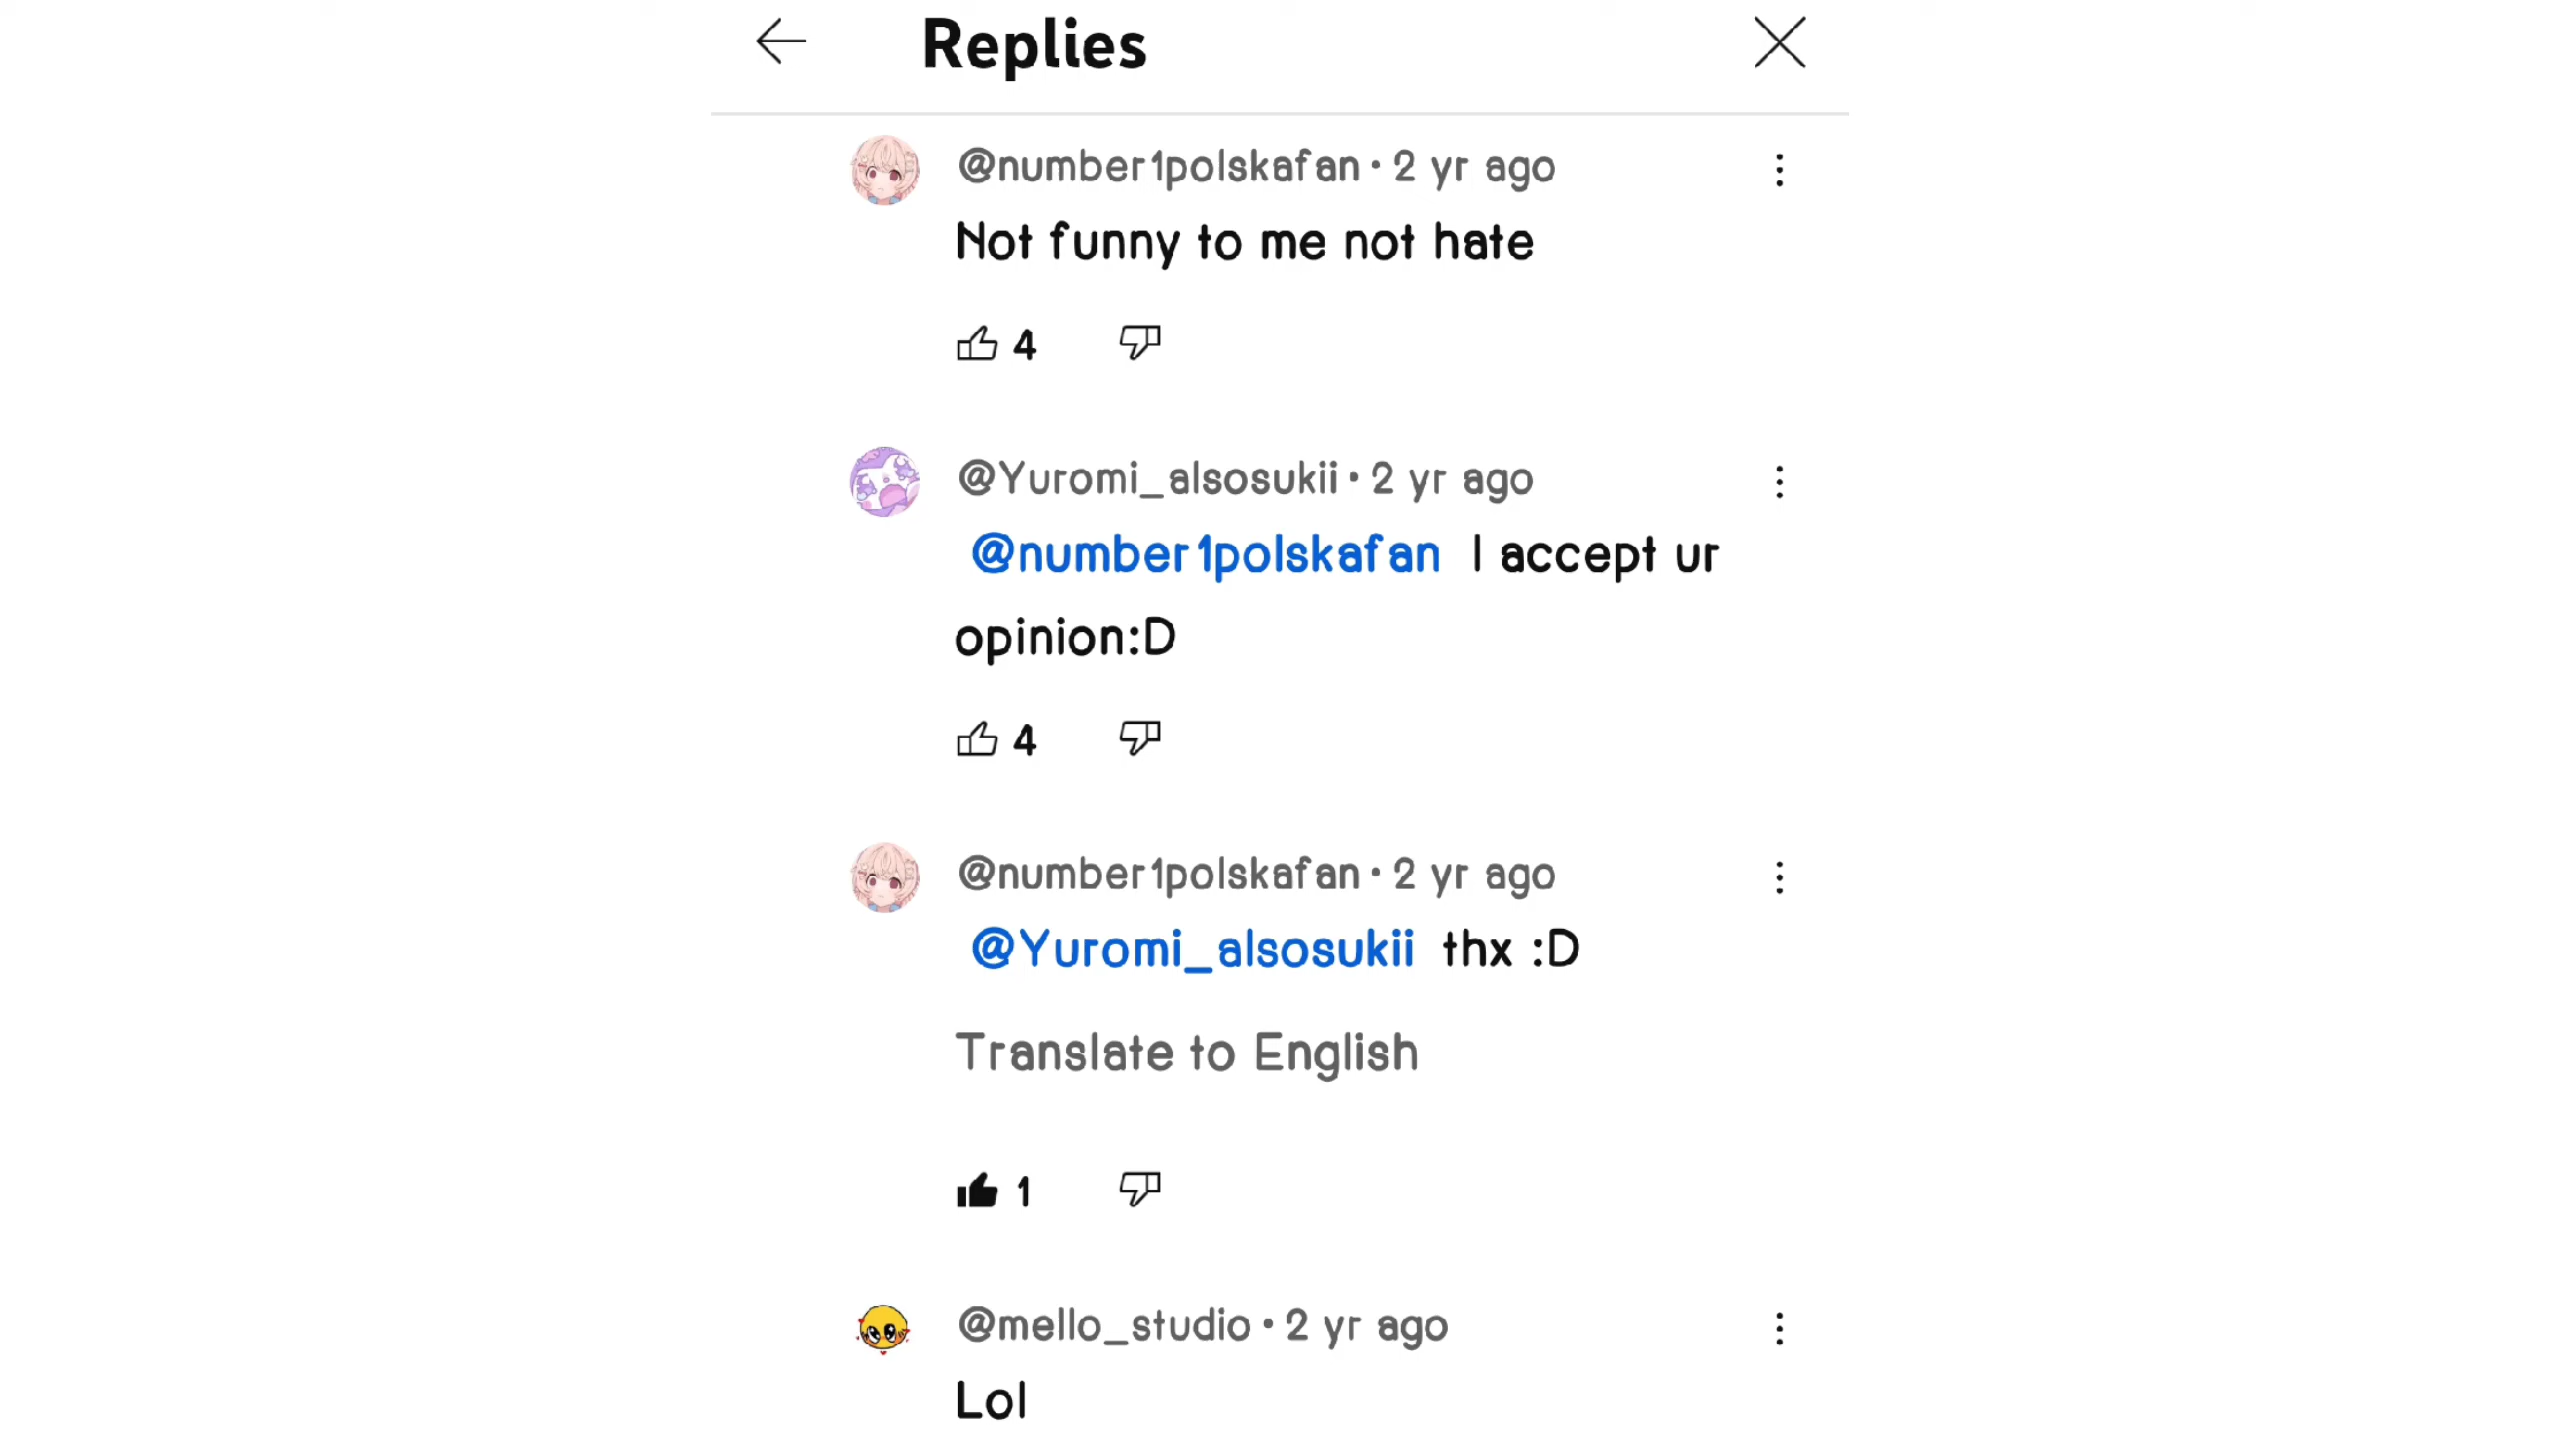 Replies
@number1polskafan • 2 yr ago
Not funny to me not hate
4
@Yuromi_alsosukii • 2 yr ago
@number1polskafan I accept ur
opinion:D
4
@number1polskafan • 2 yr ago
@Yuromi_alsosukii thx :D
Translate to English
1
@mello_studio • 2 yr ago
Lol